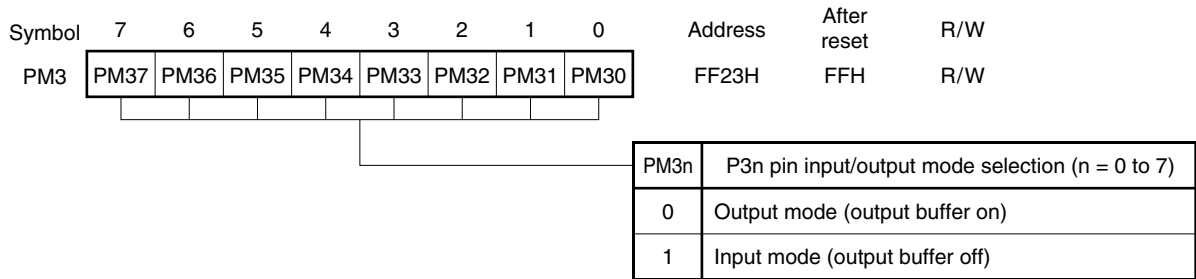 Symbol 7 6 5 4 3 2 1 0 Address After reset R/W
PM3 PM37 PM36 PM35 PM34 PM33 PM32 PM31 PM30 FF23H FFH R/W
PM3n P3n pin input/output mode selection (n = 0 to 7)
0 Output mode (output buffer on)
1 Input mode (output buffer off)